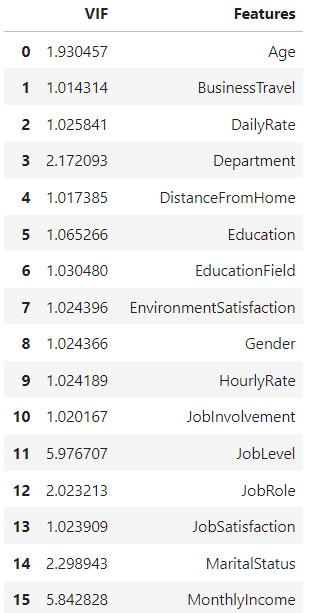 VIF Features
0 1.930457 Age
1 1.014314 BusinessTravel
2 1.025841 DailyRate
3 2.172093 Department
4 1.017385 DistanceFromHome
5 1.065266 Education
6 1.030480 EducationField
7 1.024396 EnvironmentSatisfaction
8 1.024366 Gender
9 1.024189 HourlyRate
10 1.020167 JobInvolvement
11 5.976707 JobLevel
12 2.023213 JobRole
13 1.023909 JobSatisfaction
14 2.298943 MaritalStatus
15 5.842828 MonthlyIncome